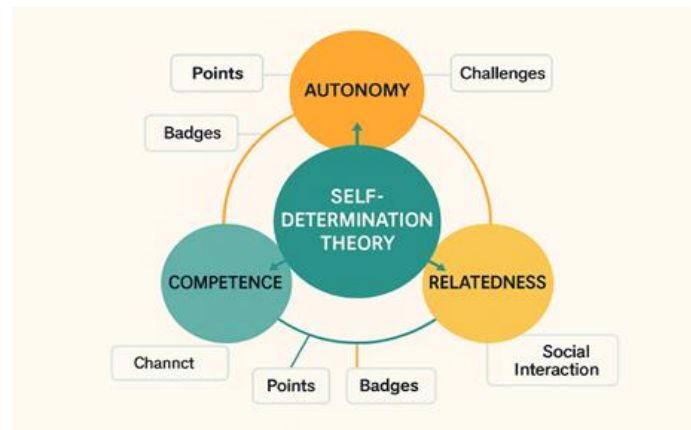 Points
Challenges
AUTONOMY
Badges
SELF-
DETERMINATION
THEORY
COMPETENCE
RELATEDNESS
Channct
Social
Interaction
Points
Badges